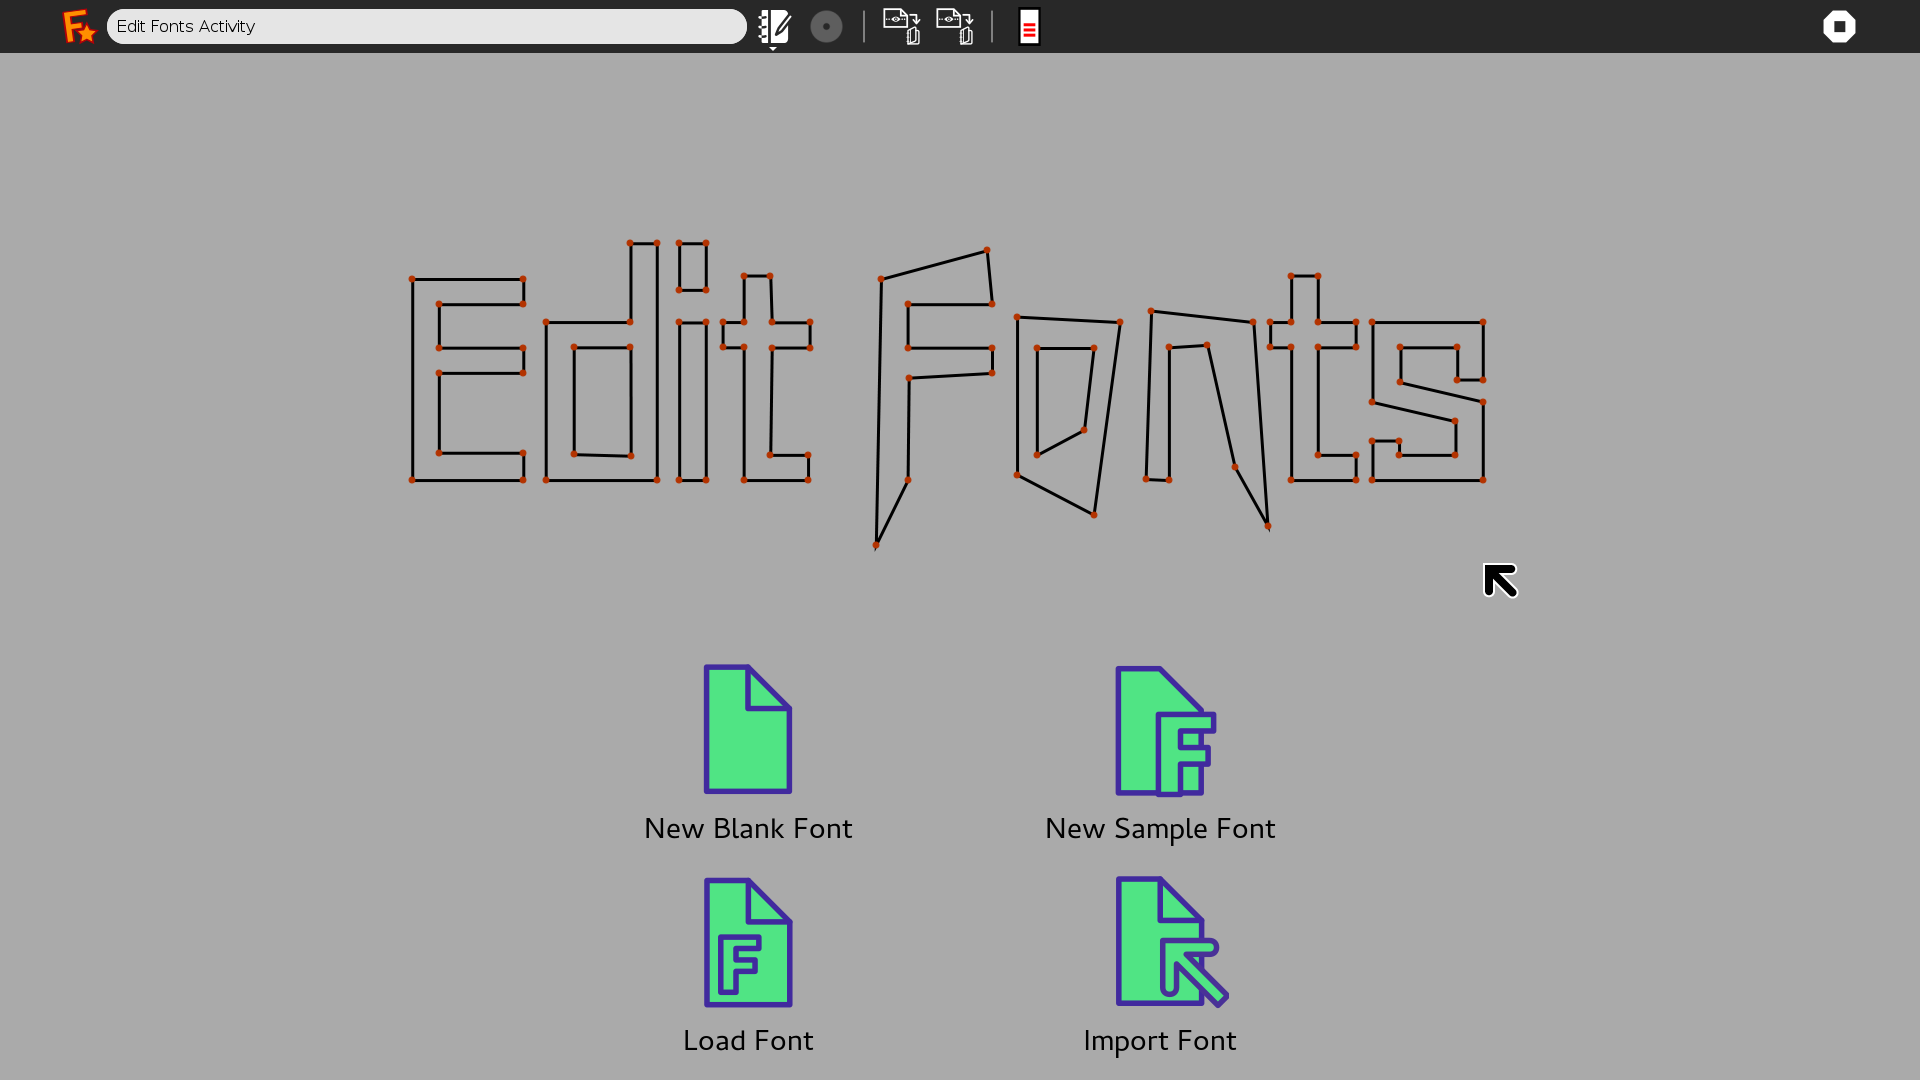 Edit Fonts Activity
Edit Fonts
New Blank Font
New Sample Font
Load Font
Import Font